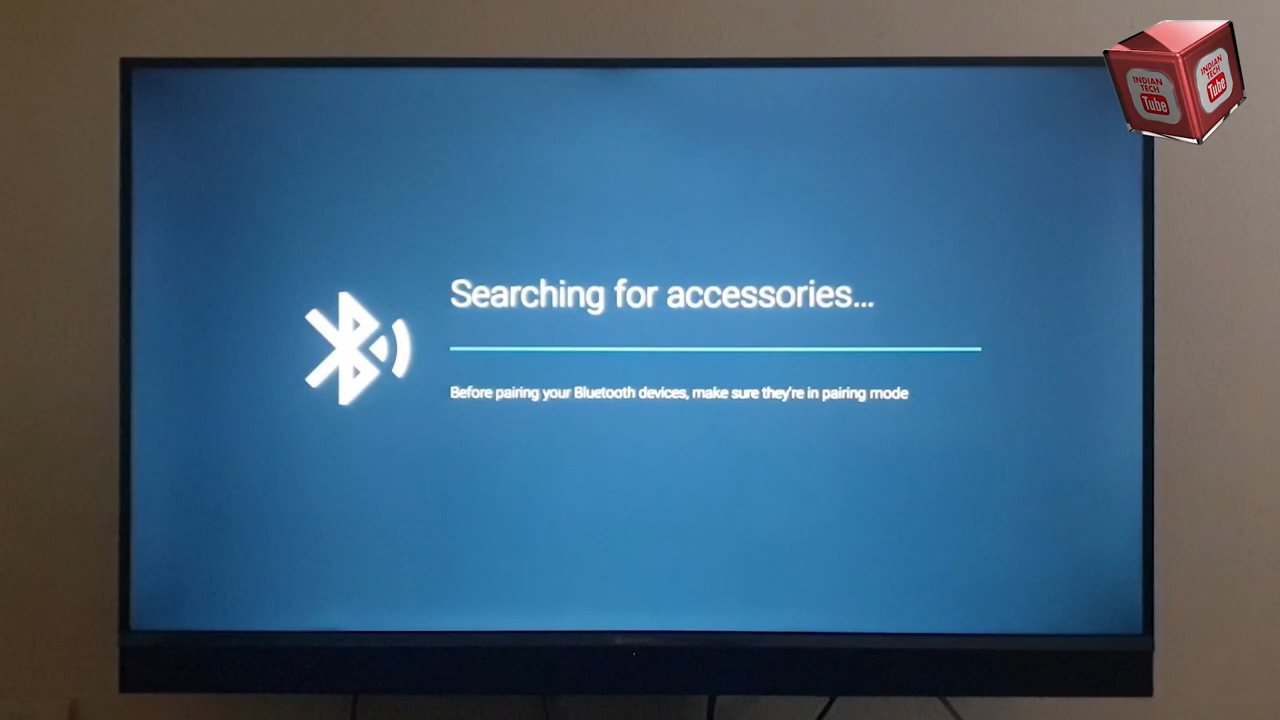 INDIAN
TECH
Tube
INDIAN
TECH
Tube
Searching for accessories...
Before pairing your Bluetooth devices, make sure they're in pairing mode